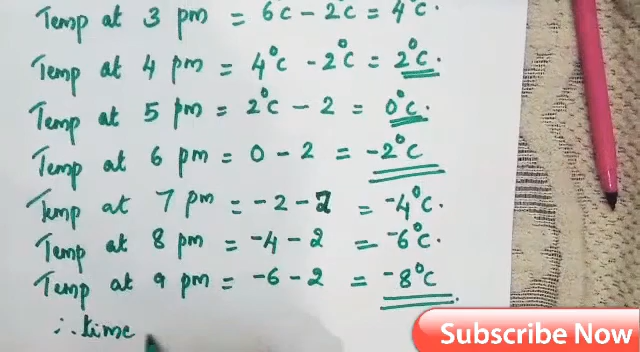 Temp at 3 pm = 6c - 2c = 4°c.
Temp at 4 pm = 4°c - 2°c = 2°c.
Temp at 5 pm = 2°c - 2 = 0°c.
Temp at 6 pm = 0 - 2 = -2°c
Temp at 7 pm = -2 - 2 = -4°c.
Temp at 8 pm = -4 - 2 = -6°c.
Temp at 9 pm = -6 - 2 = -8°c
∴ time
Subscribe Now